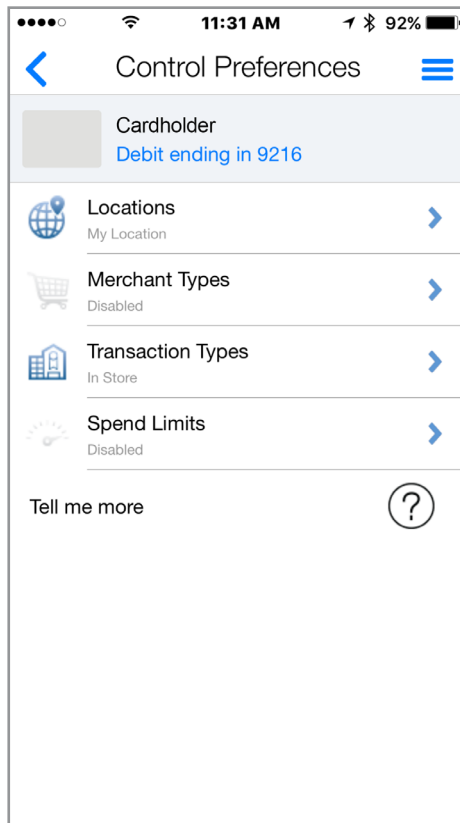 11:31 AM 92%
Control Preferences
Cardholder
Debit ending in 9216
Locations
My Location
Merchant Types
Disabled
Transaction Types
In Store
Spend Limits
Disabled
Tell me more ?